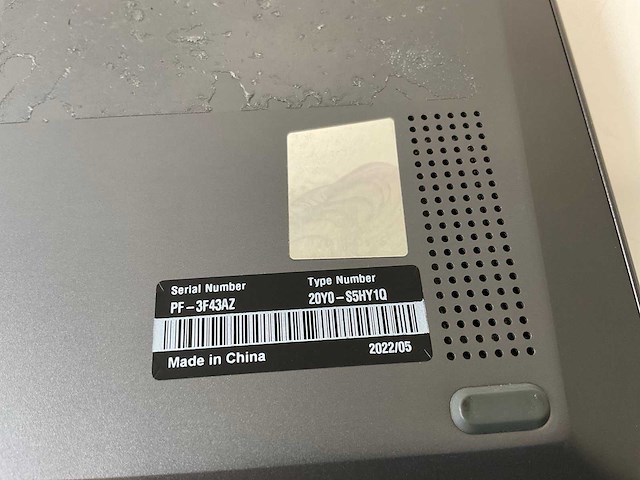 Serial Number Type Number
PF-3F43AZ 20Y0-S5HY1Q
Made in China 2022/05